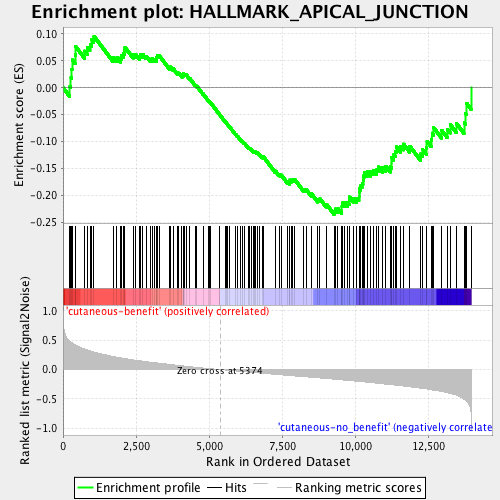 Enrichment plot: HALLMARK_APICAL_JUNCTION
Enrichment score (ES)
0.10
0.05
0.00
-0.05
-0.10
-0.15
-0.20
-0.25
'cutaneous-benefit' (positively correlated)
Ranked list metric (Signal2Noise)
1.0
0.5
0.0
-0.5
-1.0
Zero cross at 5374
'cutaneous-no_benefit' (negatively correlate
0
2,500
5,000
7,500
10,000
12,500
Rank in Ordered Dataset
Enrichment profile
Hits
Ranking metric scores